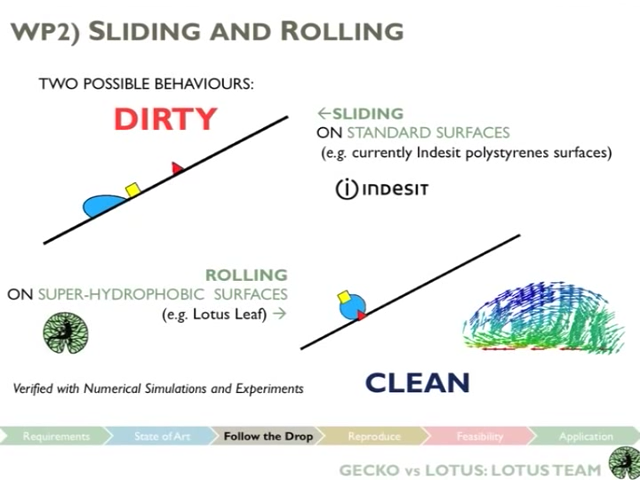 WP2) SLIDING AND ROLLING
TWO POSSIBLE BEHAVIOURS:
DIRTY
←SLIDING
ON STANDARD SURFACES
(e.g. currently Indesit polystyrenes surfaces)
indesit
ROLLING
ON SUPER-HYDROPHOBIC SURFACES
(e.g. Lotus Leaf) →
Verified with Numerical Simulations and Experiments
CLEAN
Requirements State of Art Follow the Drop Reproduce Feasibility Application
GECKO vs LOTUS: LOTUS TEAM